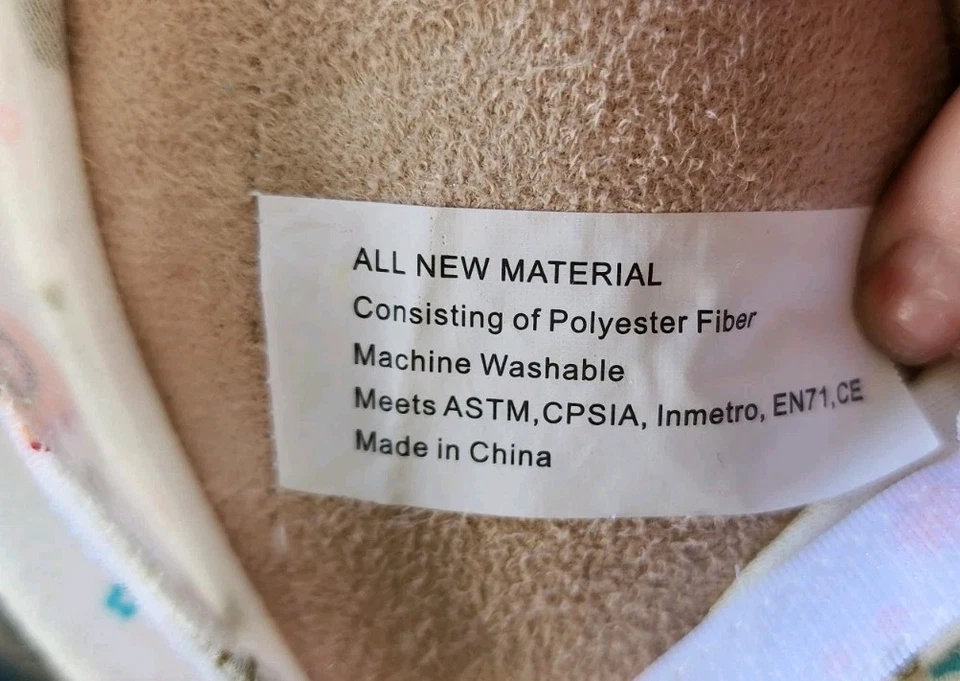 ALL NEW MATERIAL
Consisting of Polyester Fiber
Machine Washable
Meets ASTM,CPSIA, Inmetro, EN71,CE
Made in China